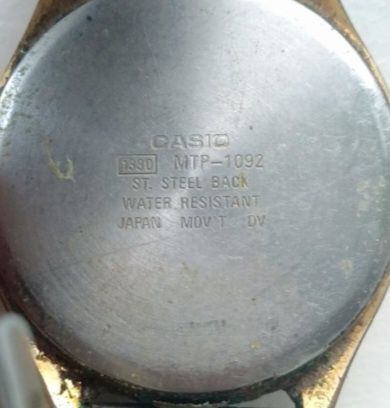 CASIO
1330 MTP-1092
ST. STEEL BACK
WATER RESISTANT
JAPAN MOV'T DV